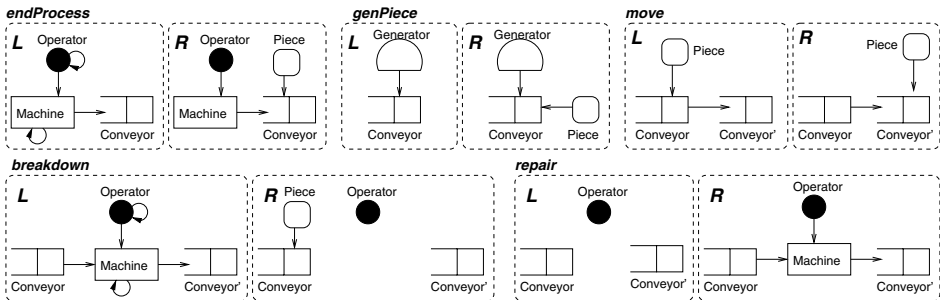 endProcess
L
Operator
Machine
Conveyor
R
Operator
Piece
Machine
Conveyor
genPiece
L
Generator
Conveyor
R
Generator
Conveyor
Piece
move
L
Piece
Conveyor
Conveyor'
R
Piece
Conveyor
Conveyor'
breakdown
L
Operator
Machine
Conveyor
Conveyor'
R
Piece
Operator
Conveyor
Conveyor'
repair
L
Operator
Conveyor
Conveyor'
R
Operator
Machine
Conveyor
Conveyor'